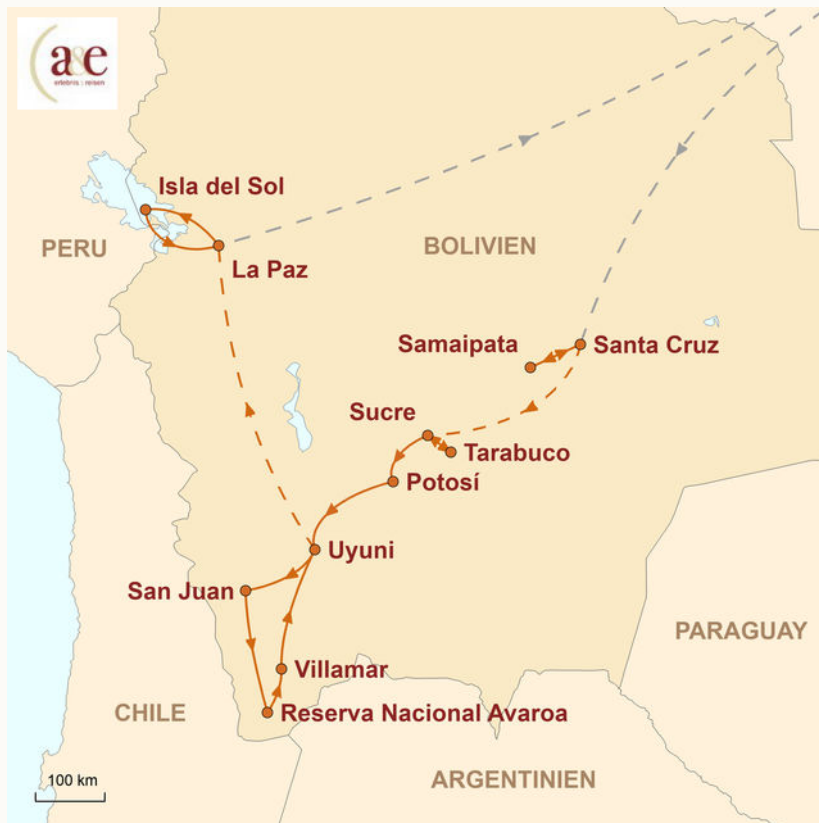 a&e
erlebnis : reisen
Isla del Sol
PERU
BOLIVIEN
La Paz
Samaipata
Santa Cruz
Sucre
Tarabuco
Potosí
Uyuni
San Juan
PARAGUAY
Villamar
CHILE
Reserva Nacional Avaroa
100 km
ARGENTINIEN